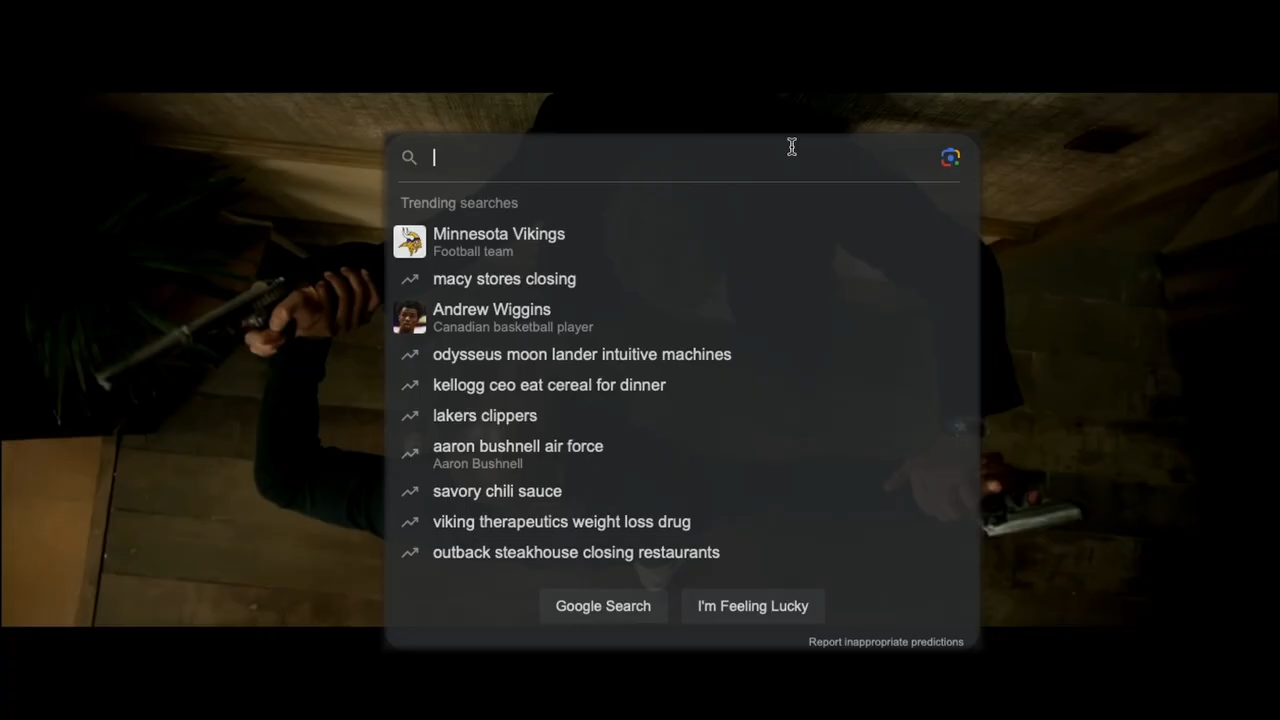 Trending searches
Minnesota Vikings
Football team
macy stores closing
Andrew Wiggins
Canadian basketball player
odysseus moon lander intuitive machines
kellogg ceo eat cereal for dinner
lakers clippers
aaron bushnell air force
Aaron Bushnell
savory chili sauce
viking therapeutics weight loss drug
outback steakhouse closing restaurants
Google Search
I'm Feeling Lucky
Report inappropriate predictions